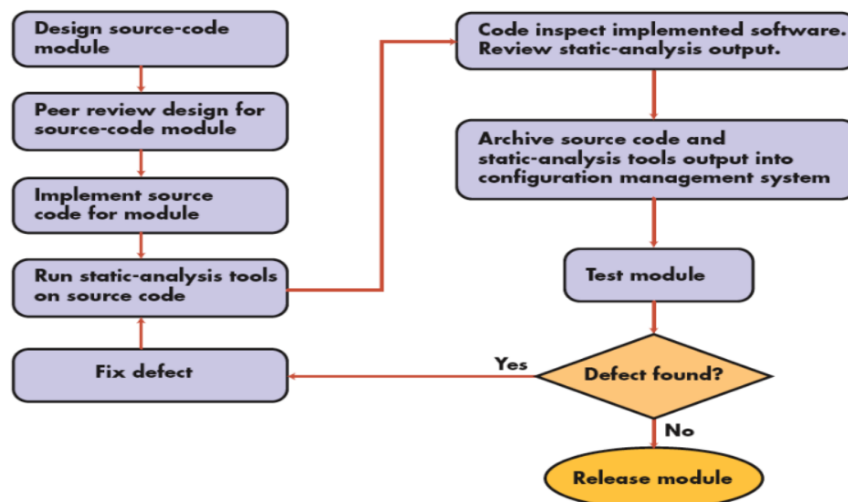 Design source-code
module
Peer review design for
source-code module
Implement source
code for module
Run static-analysis tools
on source code
Fix defect
Code inspect implemented software.
Review static-analysis output.
Archive source code and
static-analysis tools output into
configuration management system
Test module
Defect found?
Yes
No
Release module